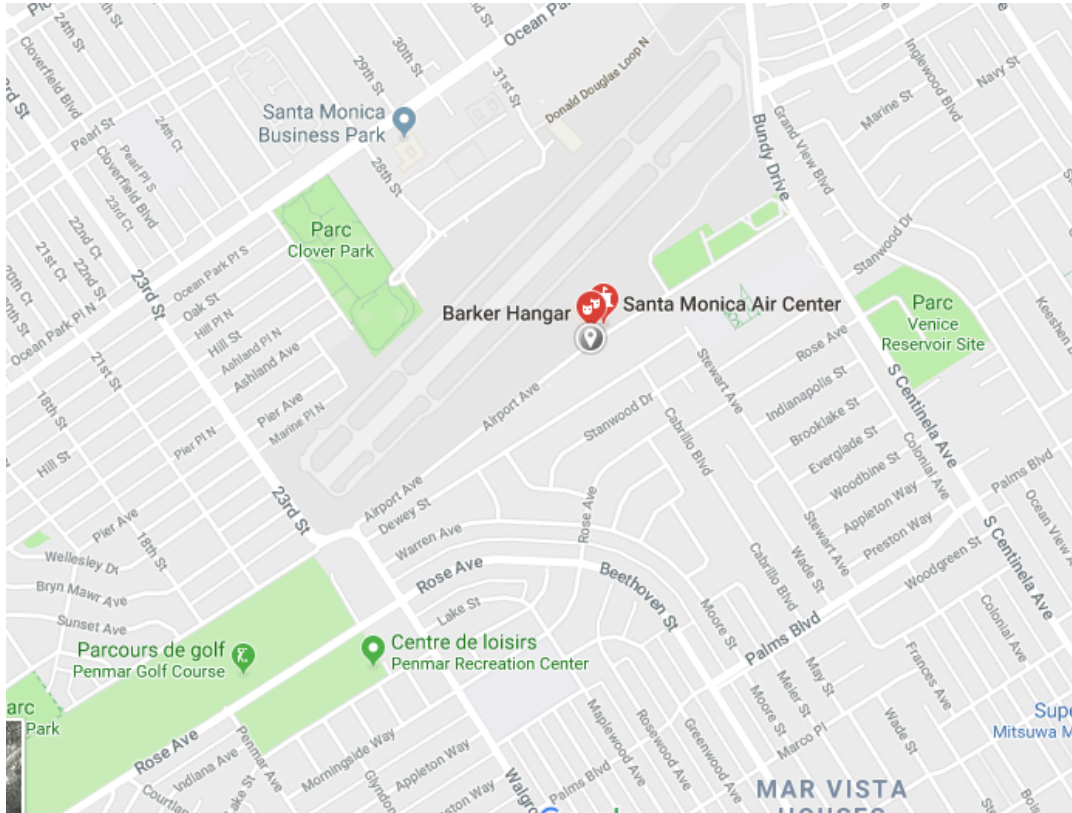 Ocean Park
24th St
Cloverfield Blvd
30th St
29th St
31st St
Donald Douglas Loop N
Inglewood Blvd
Navy St
Marine St
Grand View Blvd
Bundy Drive
Santa Monica
Business Park
Pearl St
24th Ct
Pearl Pl S
Cloverfield Blvd
23rd Ct
22nd Ct
22nd St
21st Ct
20th Ct
28th St
Parc
Clover Park
Ocean Park Pl S
Ocean Park Pl N
Oak St
Hill Pl N
Hill St
Ashland Pl N
Ashland Ave
23rd St
21st St
Stanwood Dr
Parc
Venice
Reservoir Site
Barker Hangar
Santa Monica Air Center
Pier Ave
Marine Pl N
Pier Pl N
18th St
Hill St
Airport Ave
Stanwood Dr
Cabrillo Blvd
Stewart Ave
Rose Ave
Indianapolis St
Brooklake St
Everglade St
Woodbine St
Colonial Ave
Appleton Way
Preston Way
S Centinela Ave
Palms Blvd
Airport Ave
Dewey St
Rose Ave
23rd St
Pier Ave
18th St
Wellesley Dr
Bryn Mawr Ave
Sunset Ave
Warren Ave
Rose Ave
Beethoven St
Lake St
Cabrillo Blvd
Wade St
Stewart Ave
Woodgreen St
S Centinela Ave
Moore St
Palms Blvd
Colonial Ave
Frances Ave
Parcours de golf
Penmar Golf Course
Centre de loisirs
Penmar Recreation Center
May St
Meier St
Moore St
Marco Pl
Wade St
Mitsuwa M
Park
Rose Ave
Penmar Ave
Indiana Ave
Lake St
Morningside Way
Appleton Way
Maplewood Ave
Rosewood Ave
Greenwood Ave
Palms Blvd
MAR VISTA